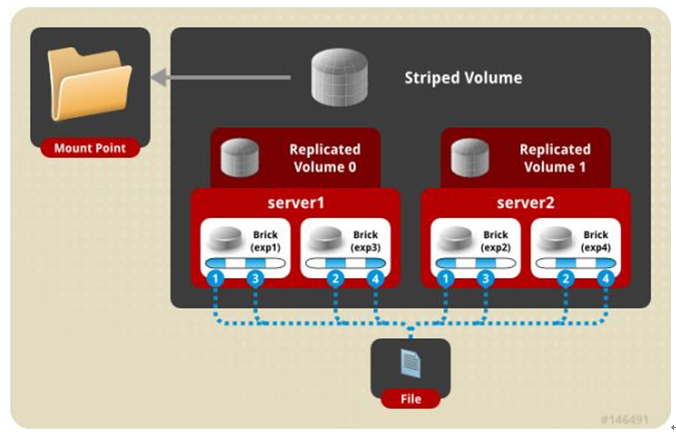 Striped Volume
Mount Point
Replicated
Volume 0
Replicated
Volume 1
server1
server2
Brick
(exp1)
Brick
(exp3)
Brick
(exp2)
Brick
(exp4)
1
3
2
4
1
3
2
4
File
#146491